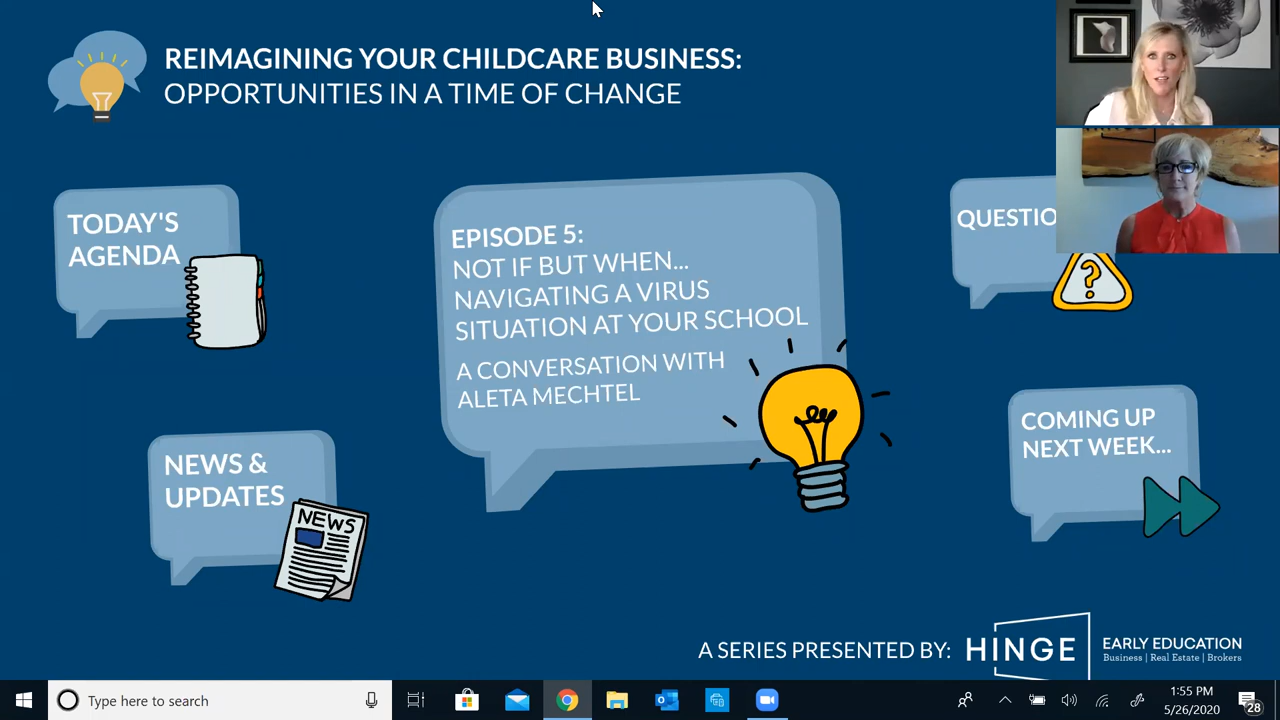 REIMAGINING YOUR CHILDCARE BUSINESS:
OPPORTUNITIES IN A TIME OF CHANGE
TODAY'S
AGENDA
EPISODE 5:
NOT IF BUT WHEN...
NAVIGATING A VIRUS
SITUATION AT YOUR SCHOOL
A CONVERSATION WITH
ALETA MECHTEL
QUESTIO
?
NEWS &
UPDATES
NEWS
COMING UP
NEXT WEEK...
A SERIES PRESENTED BY:
HINGE
EARLY EDUCATION
Business | Real Estate | Brokers
Type here to search
1:55 PM
5/26/2020
28